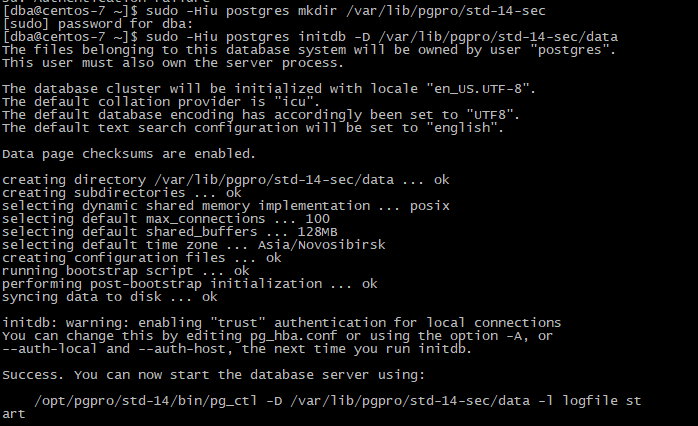 [dba@centos-7 ~]$ sudo -Hiu postgres mkdir /var/lib/pgpro/std-14-sec
[sudo] password for dba:
[dba@centos-7 ~]$ sudo -Hiu postgres initdb -D /var/lib/pgpro/std-14-sec/data
The files belonging to this database system will be owned by user "postgres".
This user must also own the server process.

The database cluster will be initialized with locale "en_US.UTF-8".
The default collation provider is "icu".
The default database encoding has accordingly been set to "UTF8".
The default text search configuration will be set to "english".

Data page checksums are enabled.

creating directory /var/lib/pgpro/std-14-sec/data ... ok
creating subdirectories ... ok
selecting dynamic shared memory implementation ... posix
selecting default max_connections ... 100
selecting default shared_buffers ... 128MB
selecting default time zone ... Asia/Novosibirsk
creating configuration files ... ok
running bootstrap script ... ok
performing post-bootstrap initialization ... ok
syncing data to disk ... ok

initdb: warning: enabling "trust" authentication for local connections
You can change this by editing pg_hba.conf or using the option -A, or
--auth-local and --auth-host, the next time you run initdb.

Success. You can now start the database server using:

    /opt/pgpro/std-14/bin/pg_ctl -D /var/lib/pgpro/std-14-sec/data -l logfile st
art